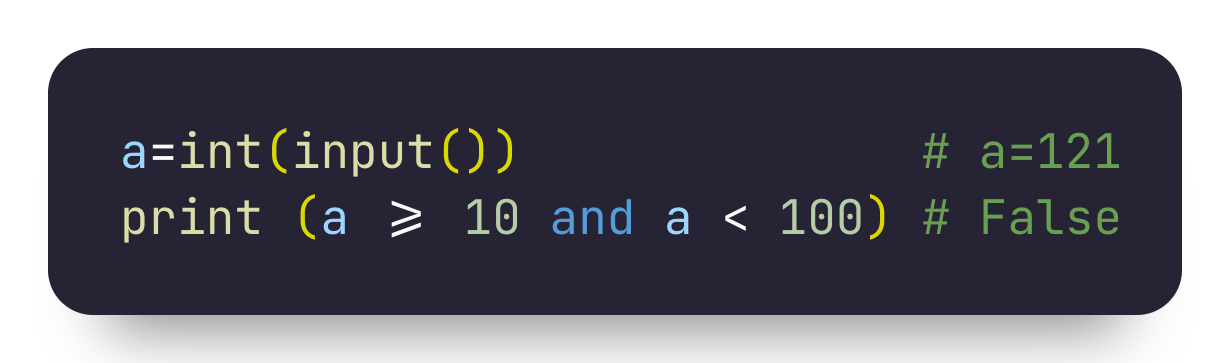 a=int(input()) # a=121
print (a >= 10 and a < 100) # False